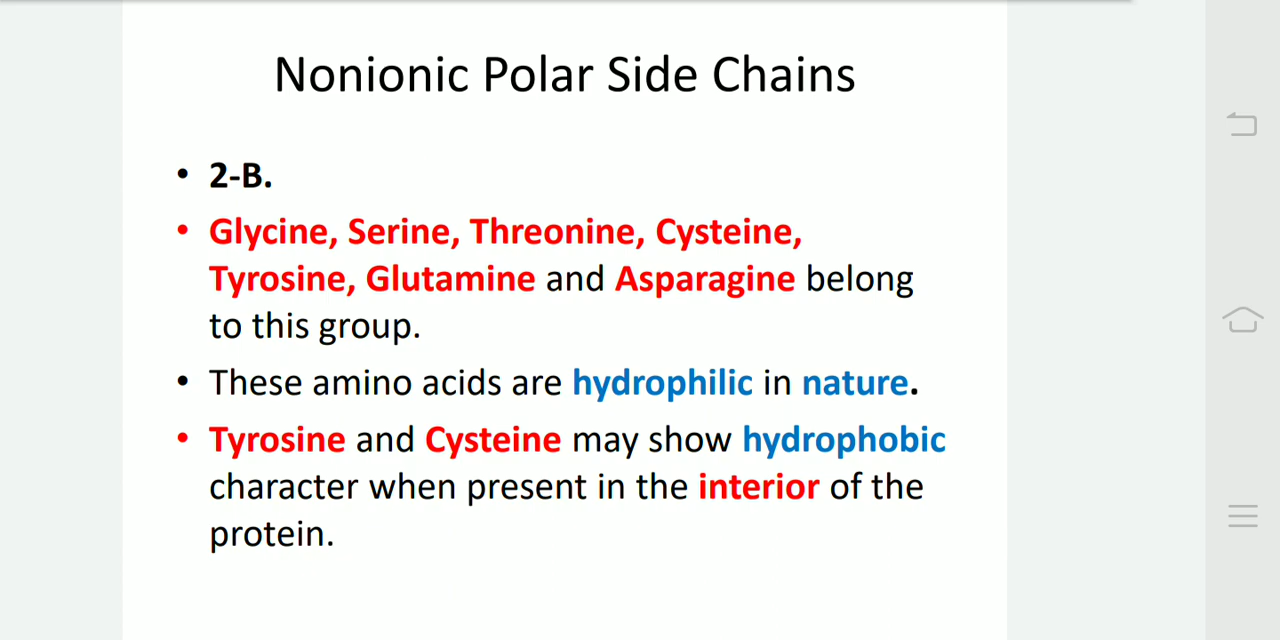 Nonionic Polar Side Chains
• 2-B.
• Glycine, Serine, Threonine, Cysteine,
Tyrosine, Glutamine and Asparagine belong
to this group.
• These amino acids are hydrophilic in nature.
• Tyrosine and Cysteine may show hydrophobic
character when present in the interior of the
protein.